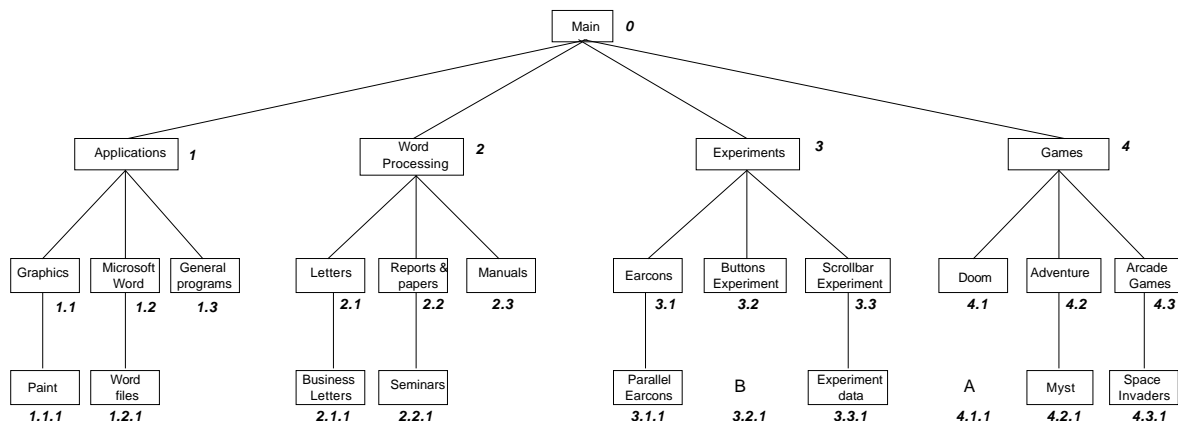 Main
0
Applications
1
Word
Processing
2
Experiments
3
Games
4
Graphics
1.1
Microsoft
Word
1.2
General
programs
1.3
Letters
2.1
Reports &
papers
2.2
Manuals
2.3
Earcons
3.1
Buttons
Experiment
3.2
Scrollbar
Experiment
3.3
Doom
4.1
Adventure
4.2
Arcade
Games
4.3
Paint
1.1.1
Word
files
1.2.1
Business
Letters
2.1.1
Seminars
2.2.1
Parallel
Earcons
3.1.1
B
3.2.1
Experiment
data
3.3.1
A
4.1.1
Myst
4.2.1
Space
Invaders
4.3.1